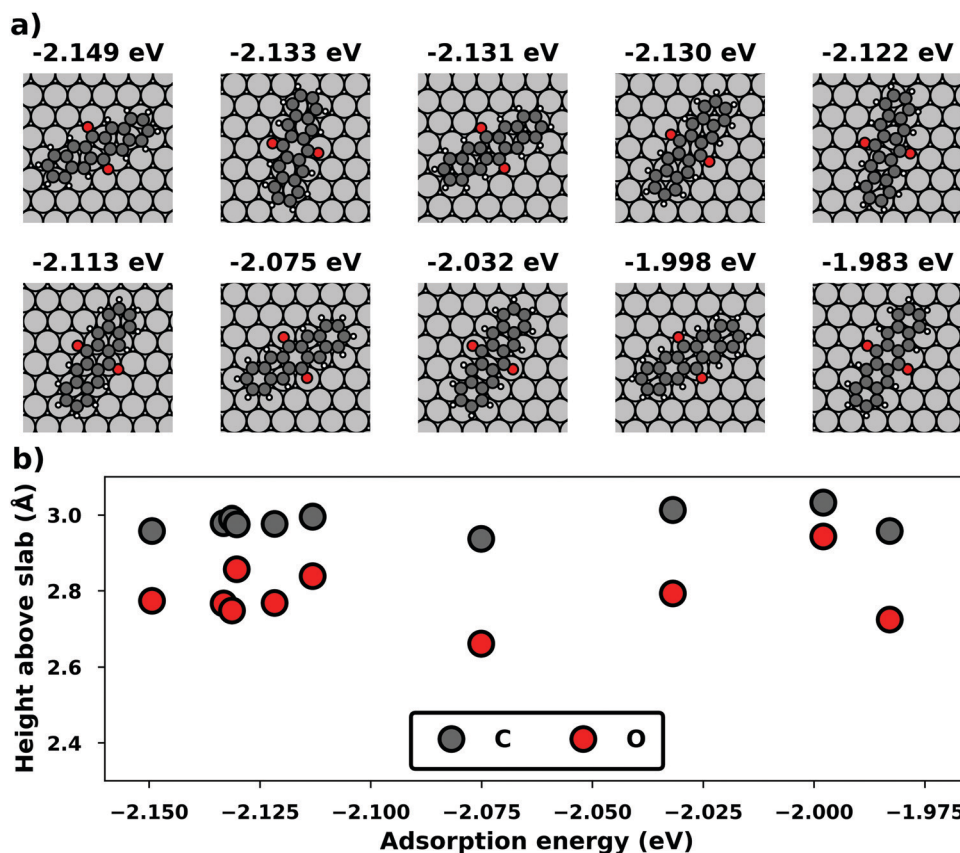 a)
-2.149 eV -2.133 eV -2.131 eV -2.130 eV -2.122 eV
-2.113 eV -2.075 eV -2.032 eV -1.998 eV -1.983 eV
b)
Height above slab (Å)
3.0
2.8
2.6
2.4
C O
−2.150 −2.125 −2.100 −2.075 −2.050 −2.025 −2.000 −1.975
Adsorption energy (eV)